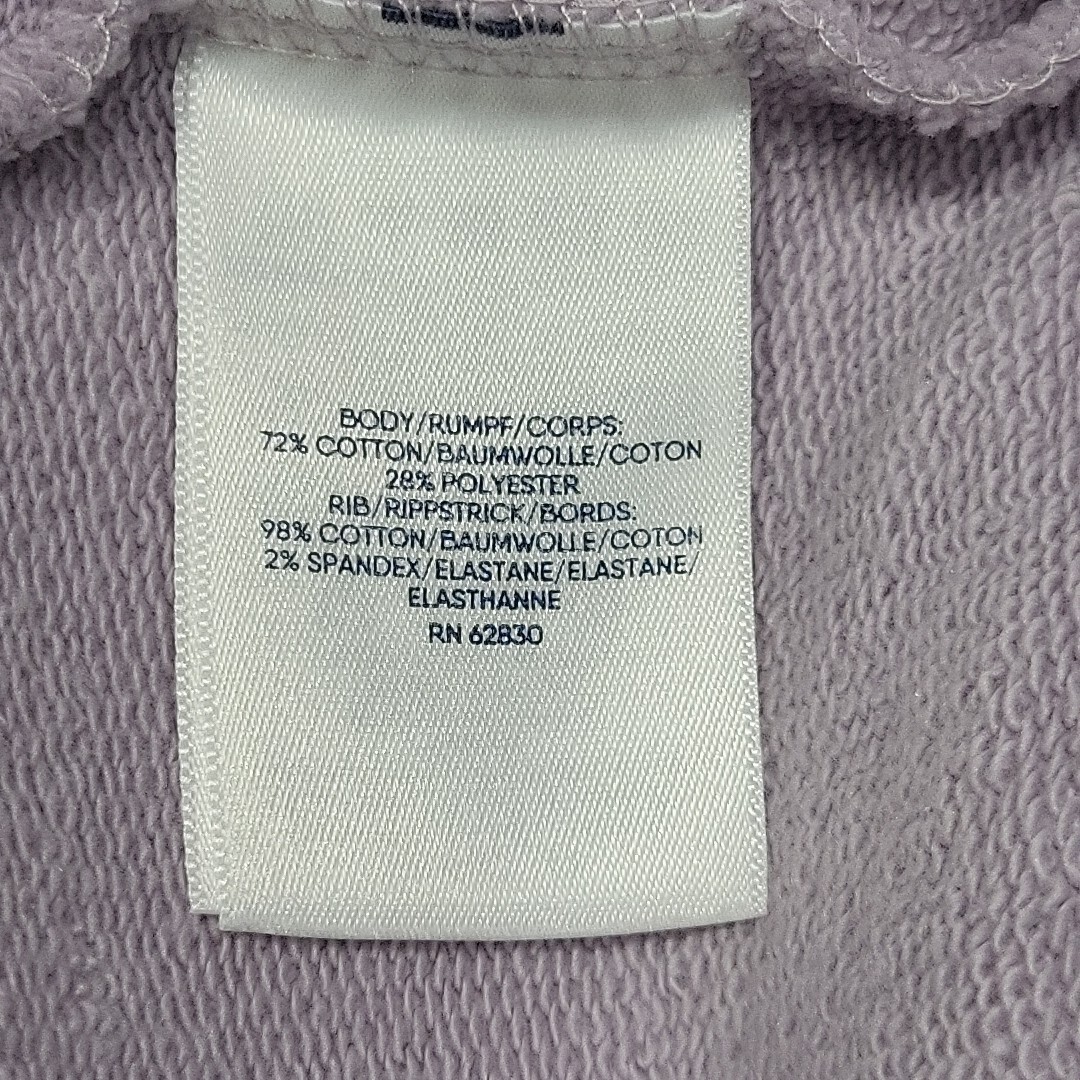 BODY/RUMPF/CORPS:
72% COTTON/BAUMWOLLE/COTON
28% POLYESTER
RIB/RIPPSTRICK/BORDS:
98% COTTON/BAUMWOLLE/COTON
2% SPANDEX/ELASTANE/ELASTANE/
ELASTHANNE
RN 62830